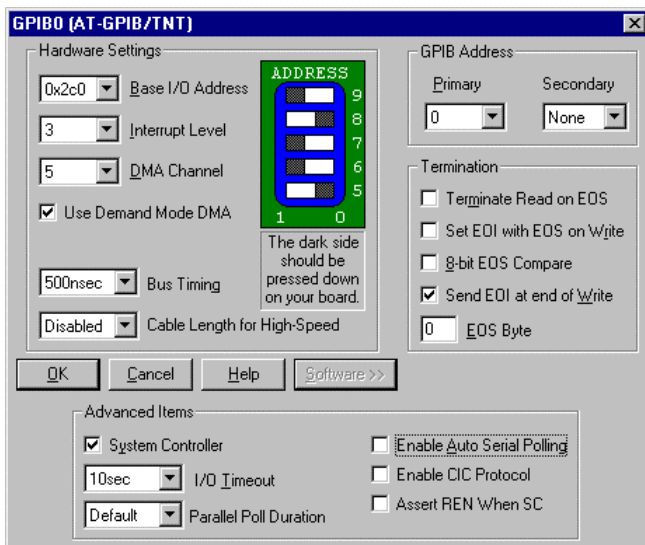 GPIB0 (AT-GPIB/TNT)
Hardware Settings
0x2c0 Base I/O Address
3 Interrupt Level
5 DMA Channel
Use Demand Mode DMA
500nsec Bus Timing
Disabled Cable Length for High-Speed
ADDRESS
9
8
7
6
5
1 0
The dark side
should be
pressed down
on your board.
GPIB Address
Primary Secondary
0 None
Termination
Terminate Read on EOS
Set EOI with EOS on Write
8-bit EOS Compare
Send EOI at end of Write
0 EOS Byte
OK Cancel Help Software >>
Advanced Items
System Controller
10sec I/O Timeout
Default Parallel Poll Duration
Enable Auto Serial Polling
Enable CIC Protocol
Assert REN When SC